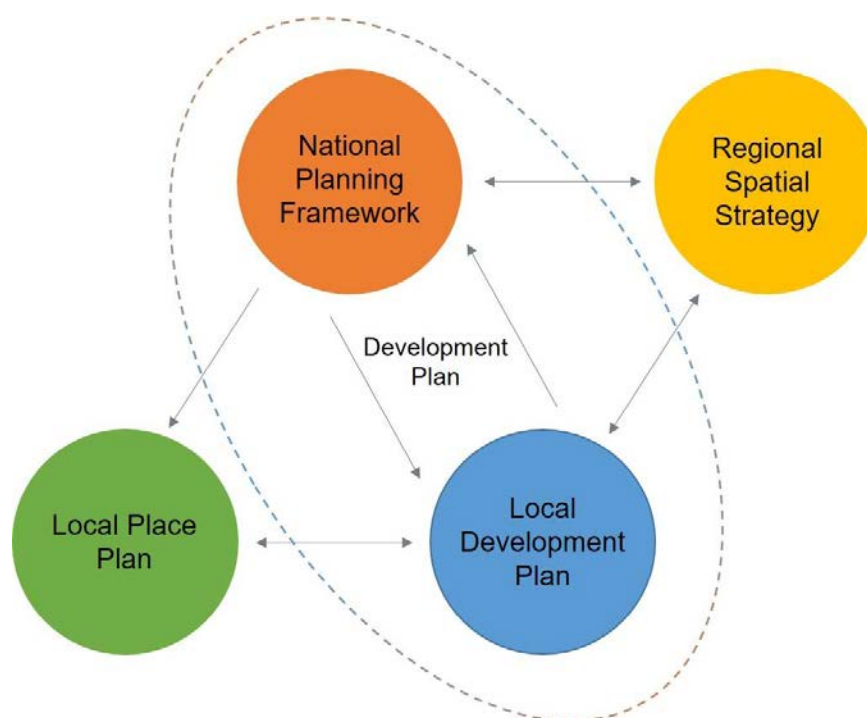 National
Planning
Framework
Regional
Spatial
Strategy
Development
Plan
Local Place
Plan
Local
Development
Plan